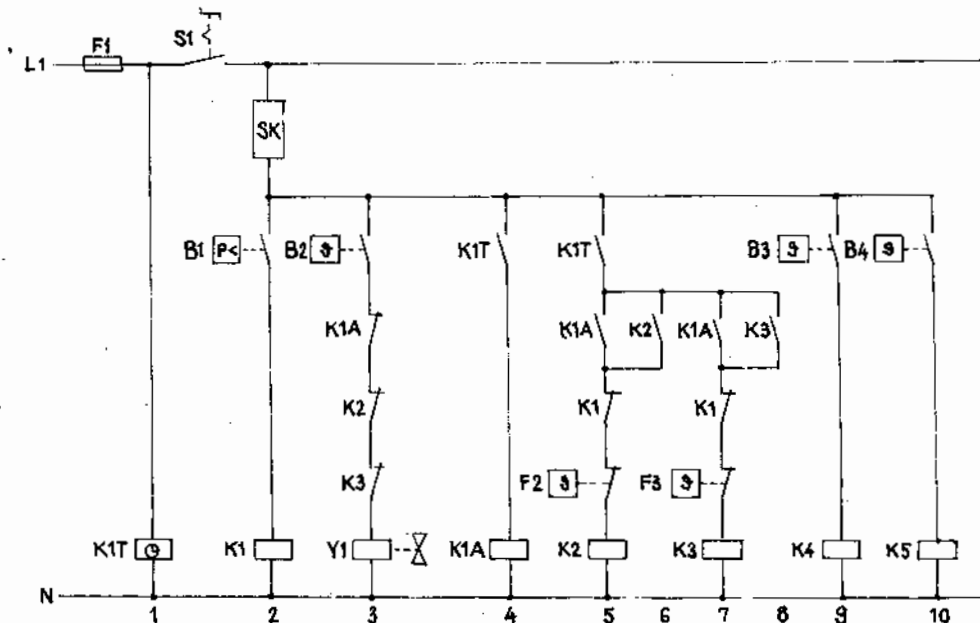 F1
S1
L1
SK
B1 P< B2 ϑ K1T K1T B3 ϑ B4 ϑ
K1A K1A K2 K1A K3
K2 K1 K1
K3 F2 ϑ F3 ϑ
K1T K1 Y1 K1A K2 K3 K4 K5
N
1 2 3 4 5 6 7 8 9 10